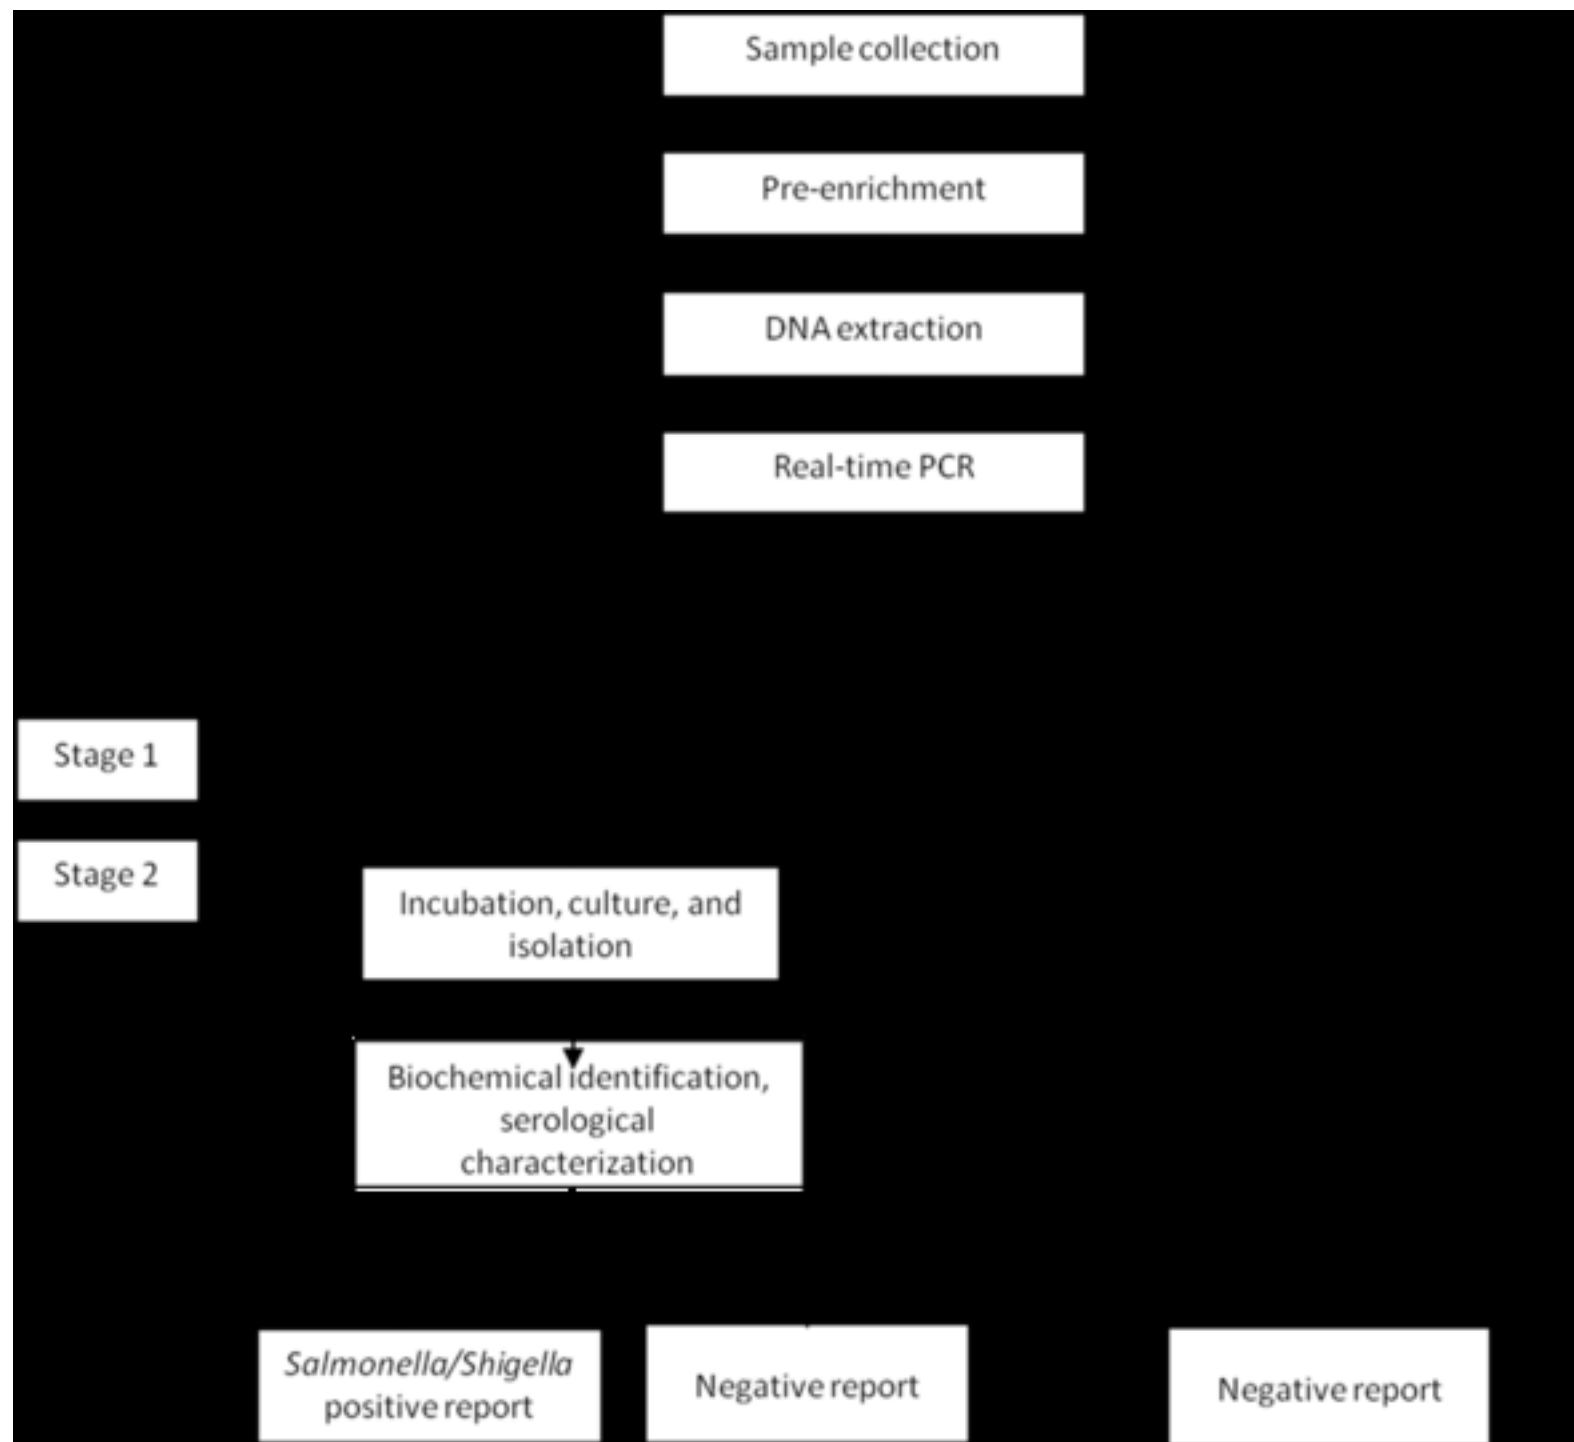 Sample collection
Pre-enrichment
DNA extraction
Real-time PCR
Stage 1
Stage 2
Incubation, culture, and
isolation
Biochemical identification,
serological
characterization
Salmonella/Shigella
positive report
Negative report
Negative report